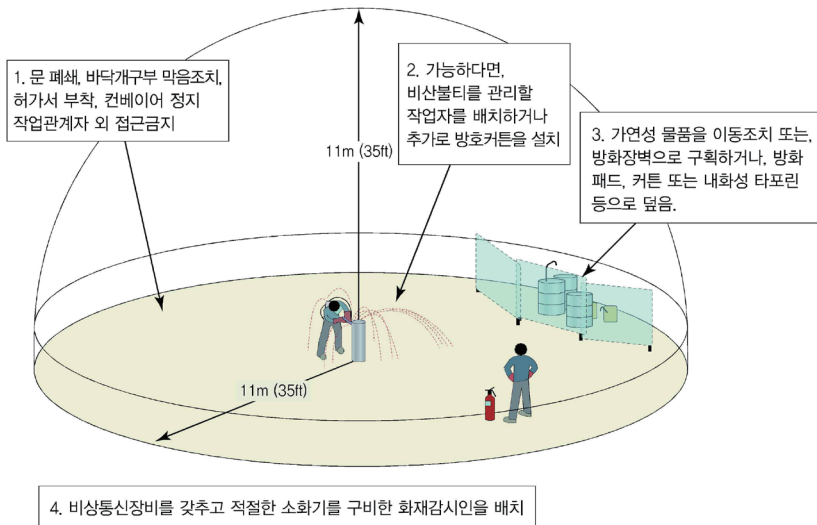 1. 문 폐쇄, 바닥개구부 막음조치,
허가서 부착, 컨베이어 정지
작업관계자 외 접근금지
11m (35ft)
2. 가능하다면,
비산불티를 관리할
작업자를 배치하거나
추가로 방호커튼을 설치
3. 가연성 물품을 이동조치 또는,
방화장벽으로 구획하거나, 방화
패드, 커튼 또는 내화성 타포린
등으로 덮음.
11m (35ft)
4. 비상통신장비를 갖추고 적절한 소화기를 구비한 화재감시인을 배치